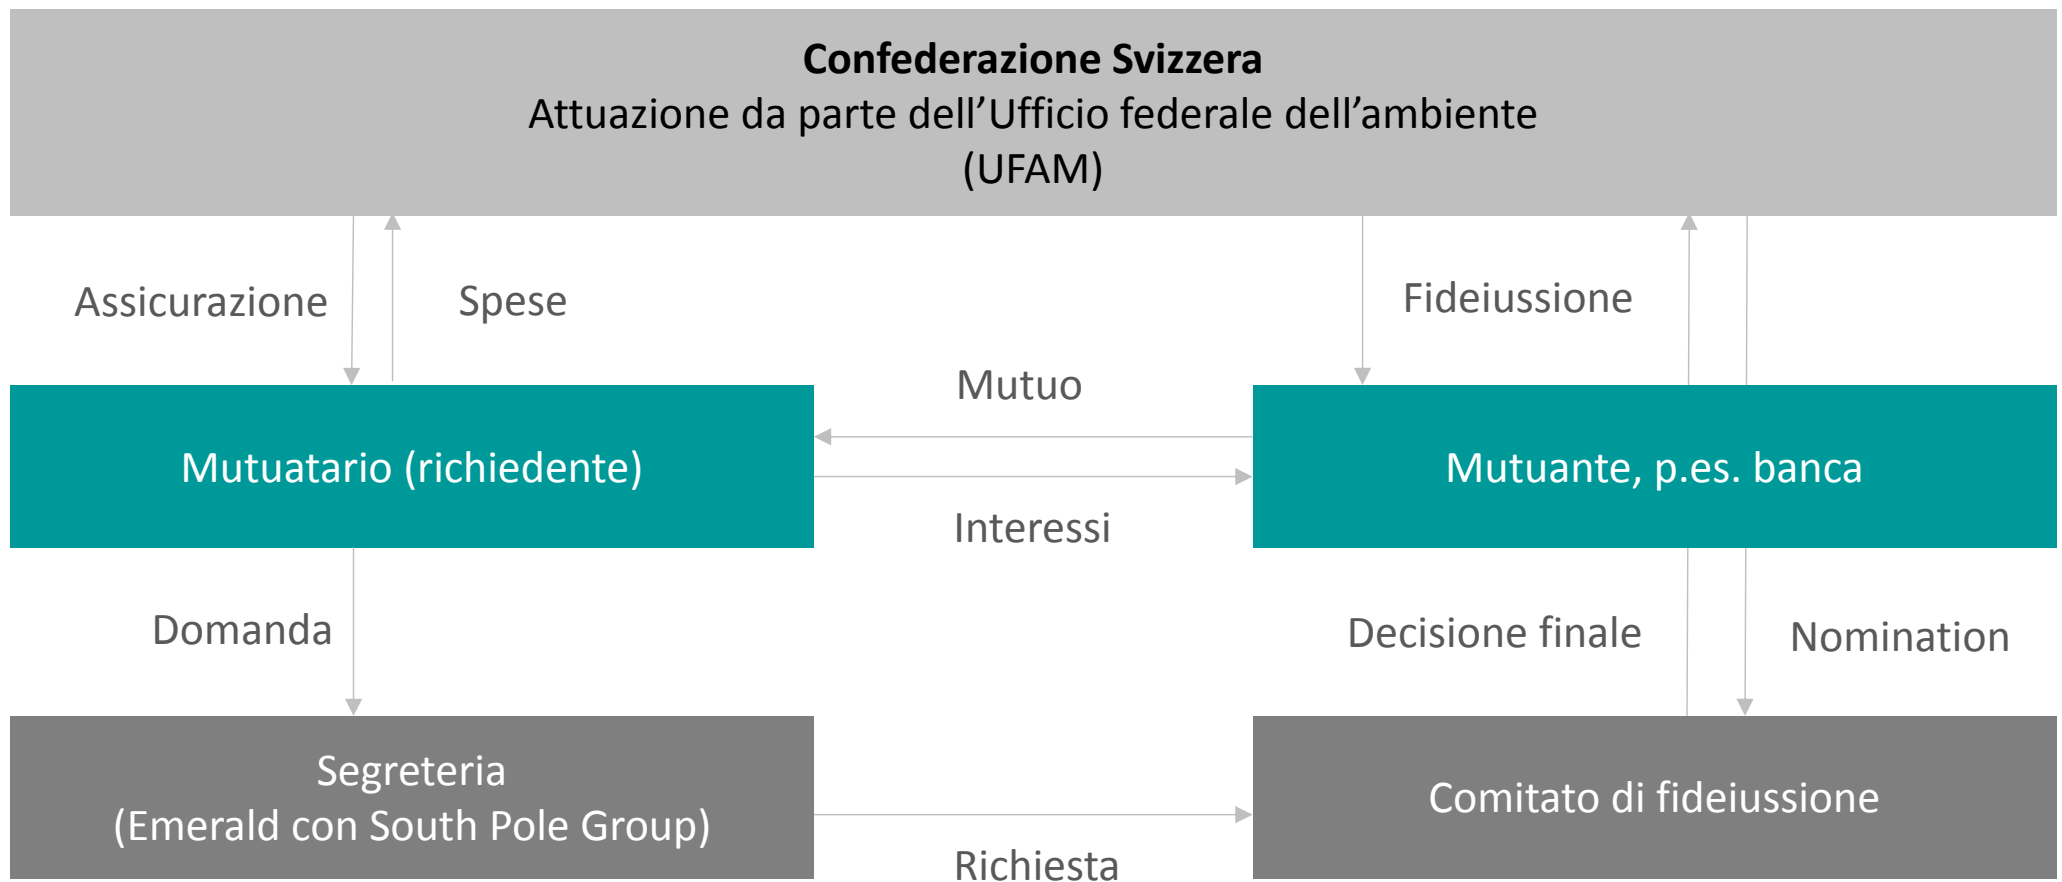 Confederazione Svizzera
Attuazione da parte dell’Ufficio federale dell’ambiente
(UFAM)
Assicurazione
Spese
Fideiussione
Mutuo
Mutuatario (richiedente)
Mutuante, p.es. banca
Interessi
Domanda
Decisione finale
Nomination
Segreteria
(Emerald con South Pole Group)
Comitato di fideiussione
Richiesta